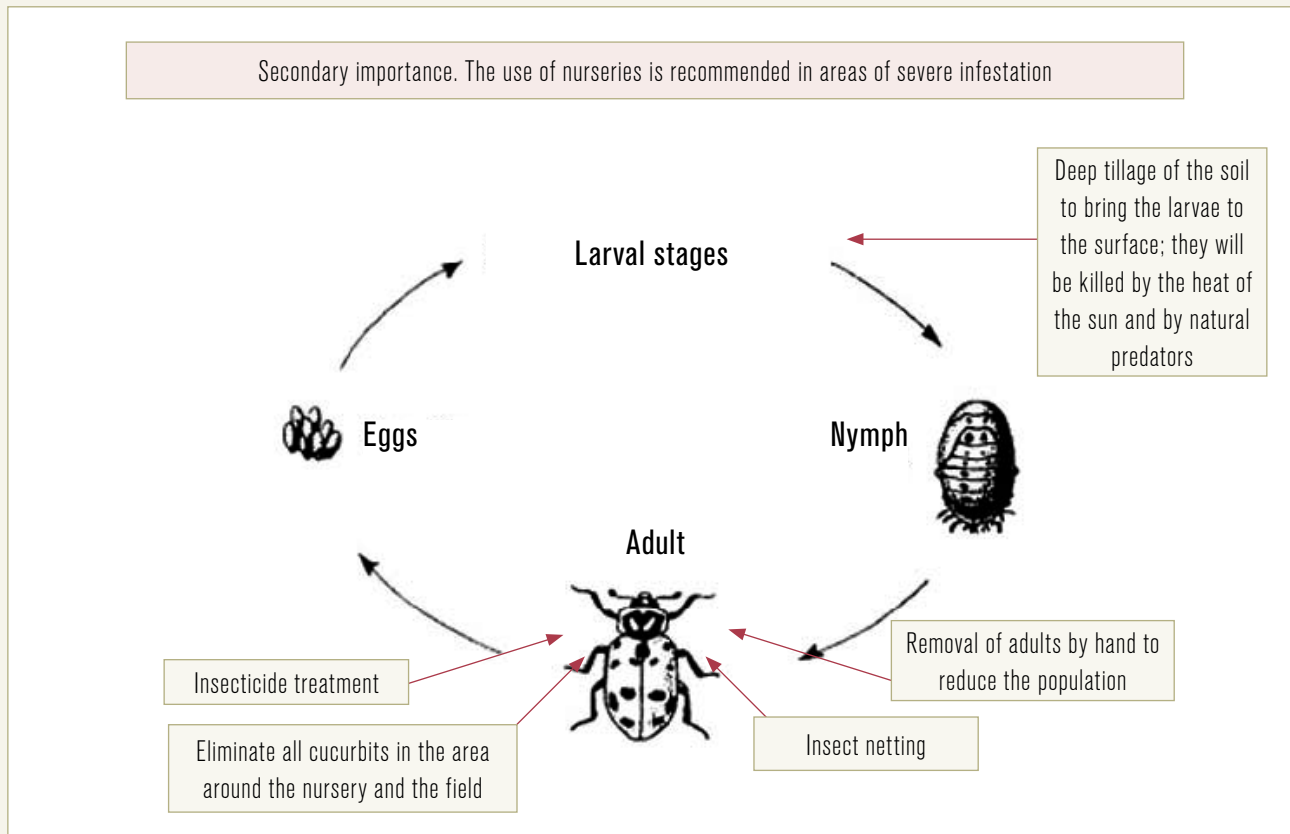 Secondary importance. The use of nurseries is recommended in areas of severe infestation
Deep tillage of the soil
to bring the larvae to
the surface; they will
be killed by the heat of
the sun and by natural
predators
Larval stages
Eggs
Nymph
Adult
Insecticide treatment
Removal of adults by hand to
reduce the population
Eliminate all cucurbits in the area
around the nursery and the field
Insect netting